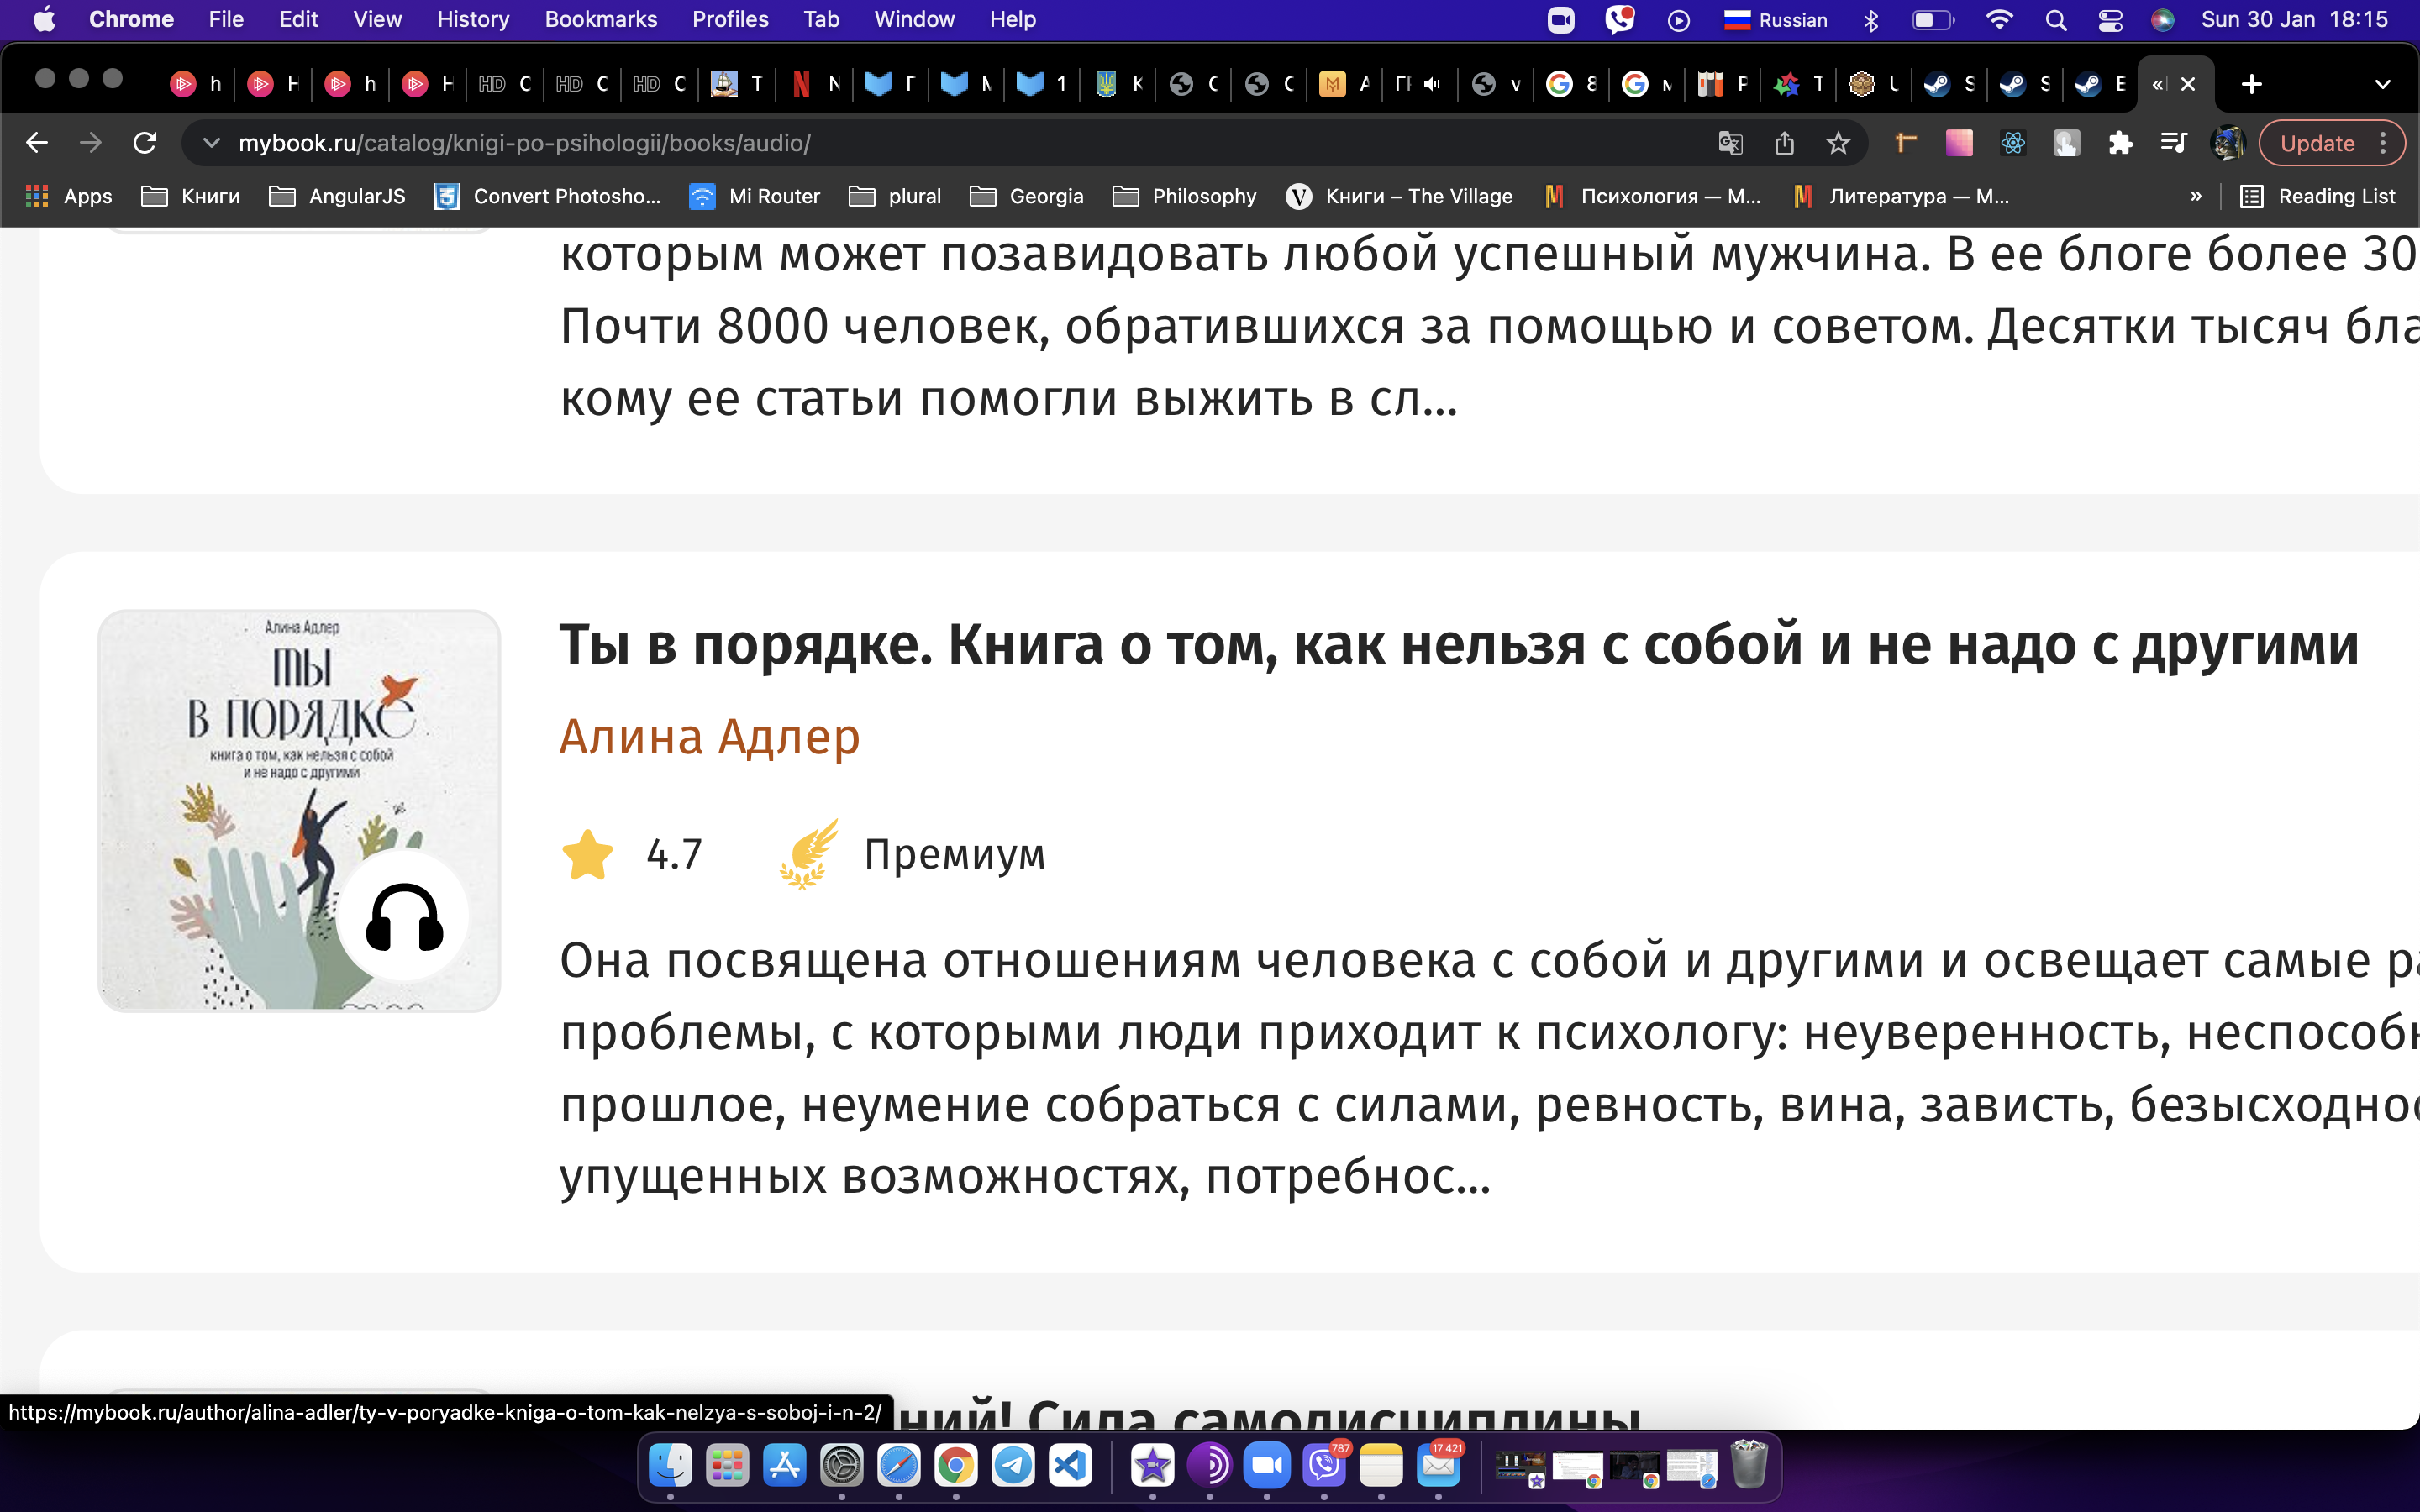 Chrome File Edit View History Bookmarks Profiles Tab Window Help Russian Sun 30 Jan 18:15
mybook.ru/catalog/knigi-po-psihologii/books/audio/ Update
Apps Книги AngularJS Convert Photosho... Mi Router plural Georgia Philosophy Книги – The Village Психология — М... Литература — М... » Reading List
которым может позавидовать любой успешный мужчина. В ее блоге более 30
Почти 8000 человек, обратившихся за помощью и советом. Десятки тысяч бла
кому ее статьи помогли выжить в сл...
Алина Адлер
ТЫ
В ПОРЯДКЕ
книга о том, как нельзя с собой
и не надо с другими
Ты в порядке. Книга о том, как нельзя с собой и не надо с другими
Алина Адлер
4.7 Премиум
Она посвящена отношениям человека с собой и другими и освещает самые ра
проблемы, с которыми люди приходит к психологу: неуверенность, неспособн
прошлое, неумение собраться с силами, ревность, вина, зависть, безысходнос
упущенных возможностях, потребнос...
ний! Сила самодисциплины
https://mybook.ru/author/alina-adler/ty-v-poryadke-kniga-o-tom-kak-nelzya-s-soboj-i-n-2/
787
17 421